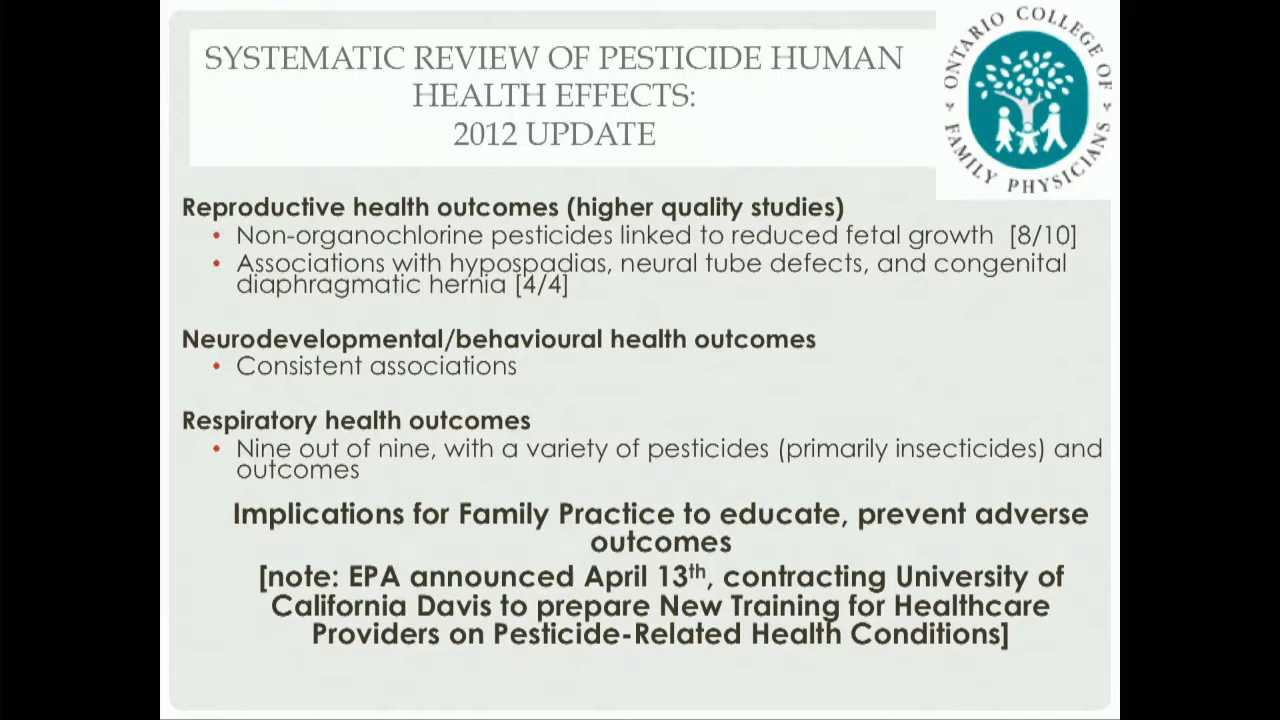 SYSTEMATIC REVIEW OF PESTICIDE HUMAN
HEALTH EFFECTS:
2012 UPDATE
ONTARIO COLLEGE OF
FAMILY PHYSICIANS
Reproductive health outcomes (higher quality studies)
• Non-organochlorine pesticides linked to reduced fetal growth [8/10]
• Associations with hypospadias, neural tube defects, and congenital
diaphragmatic hernia [4/4]
Neurodevelopmental/behavioural health outcomes
• Consistent associations
Respiratory health outcomes
• Nine out of nine, with a variety of pesticides (primarily insecticides) and
outcomes
Implications for Family Practice to educate, prevent adverse
outcomes
[note: EPA announced April 13th, contracting University of
California Davis to prepare New Training for Healthcare
Providers on Pesticide-Related Health Conditions]